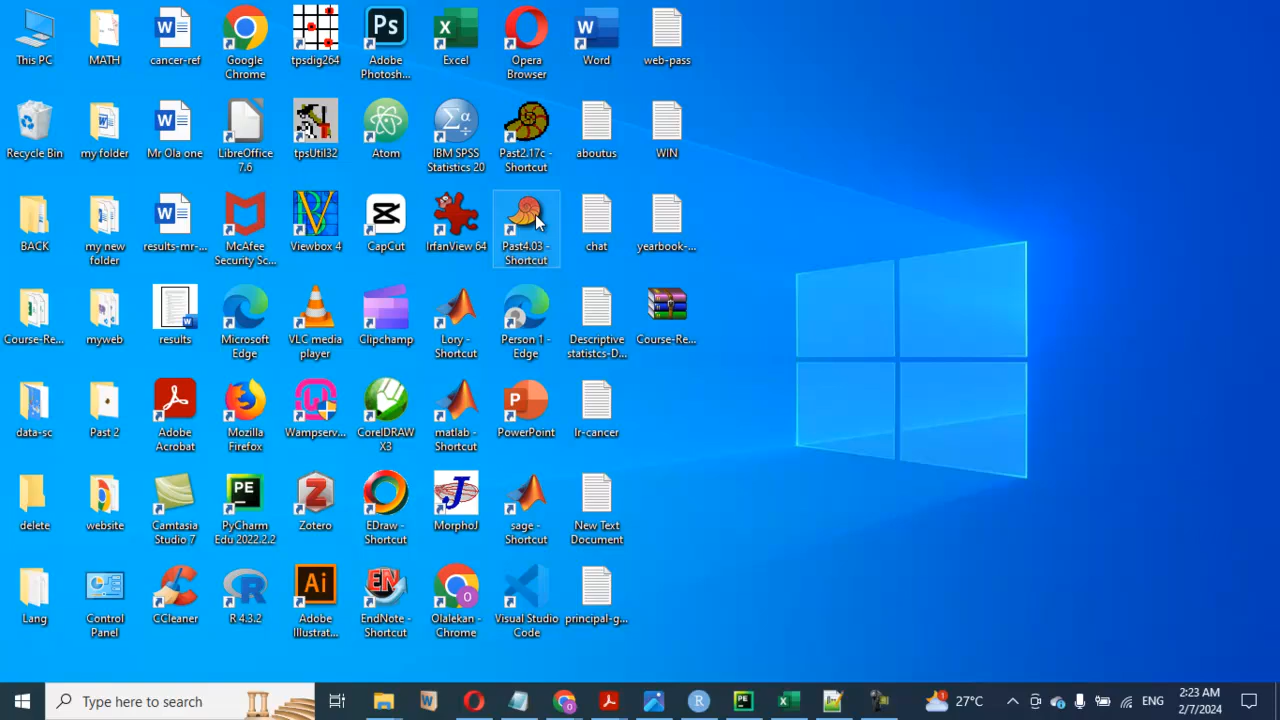 This PC
MATH
cancer-ref
Google
Chrome
tpsdig264
Adobe
Photosh...
Excel
Opera
Browser
Word
web-pass
Recycle Bin
my folder
Mr Ola one
LibreOffice
7.6
tpsUtil32
Atom
IBM SPSS
Statistics 20
Past2.17c -
Shortcut
aboutus
WIN
BACK
my new
folder
results-mr-...
McAfee
Security Sc...
Viewbox 4
CapCut
IrfanView 64
Past4.03 -
Shortcut
chat
yearbook-...
Course-Re...
myweb
results
Microsoft
Edge
VLC media
player
Clipchamp
Lory -
Shortcut
Person 1 -
Edge
Descriptive
statistcs-D...
Course-Re...
data-sc
Past 2
Adobe
Acrobat
Mozilla
Firefox
Wampserv...
CorelDRAW
X3
matlab -
Shortcut
PowerPoint
lr-cancer
delete
website
Camtasia
Studio 7
PyCharm
Edu 2022.2.2
Zotero
EDraw -
Shortcut
MorphoJ
sage -
Shortcut
New Text
Document
Lang
Control
Panel
CCleaner
R 4.3.2
Adobe
Illustrat...
EndNote -
Shortcut
Olalekan -
Chrome
Visual Studio
Code
principal-g...
Type here to search
27°C
ENG
2:23 AM
2/7/2024